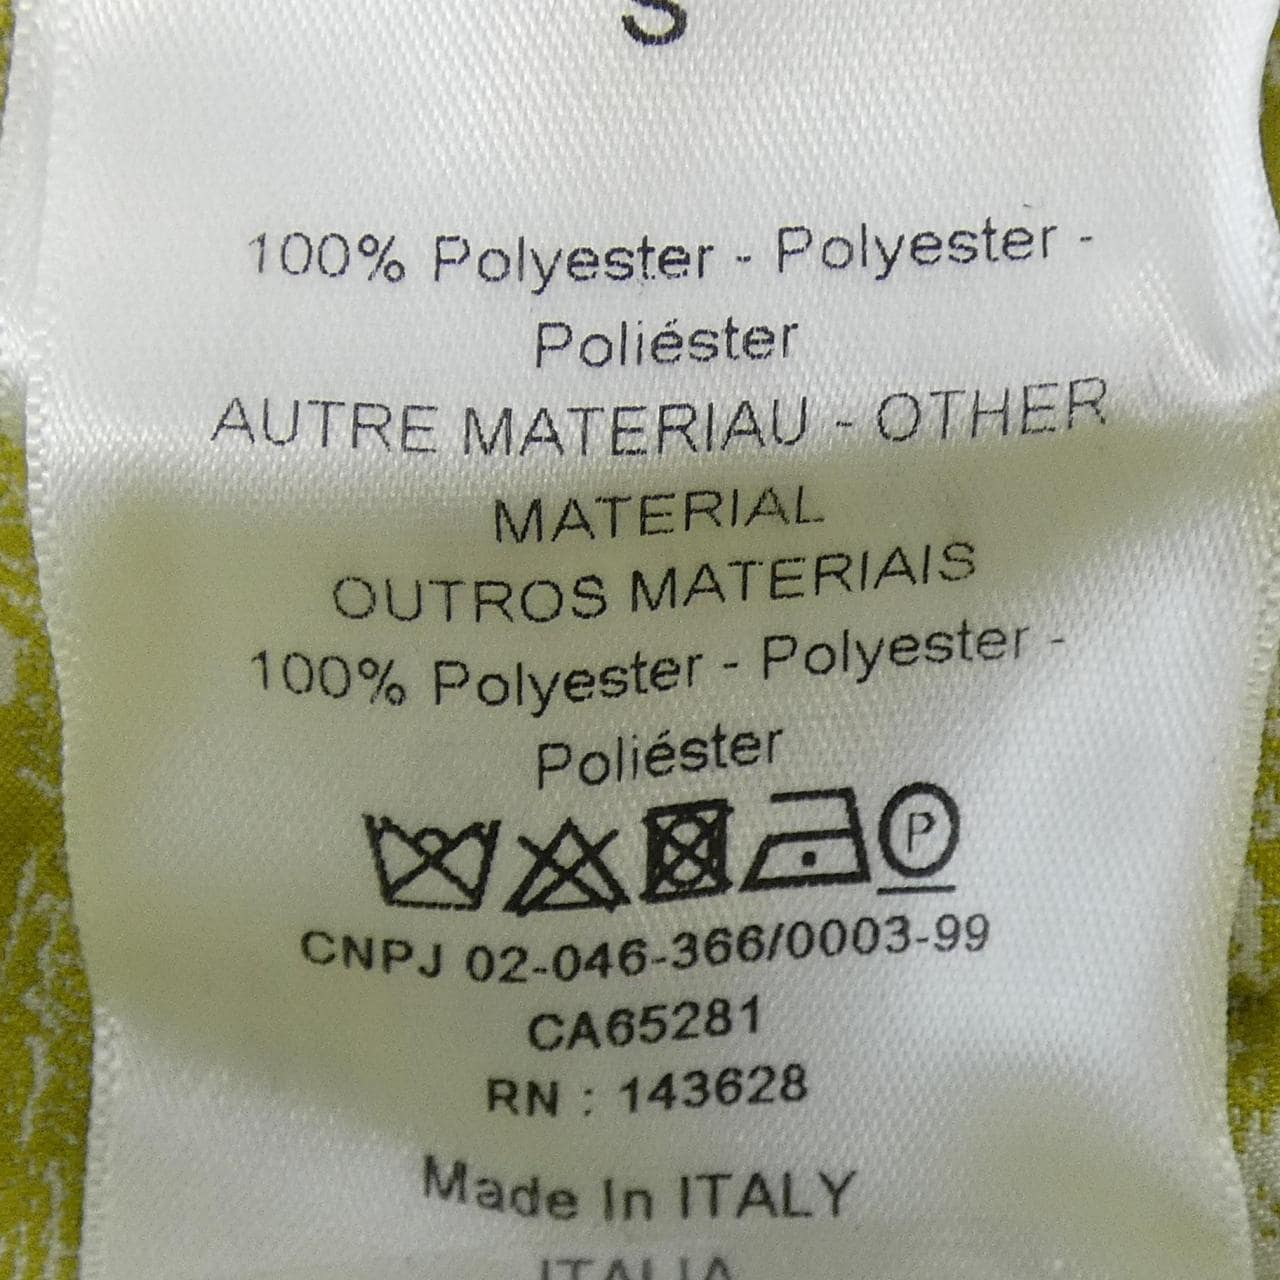 S
100% Polyester - Polyester -
Poliéster
AUTRE MATERIAU - OTHER
MATERIAL
OUTROS MATERIAIS
100% Polyester - Polyester -
Poliéster
P
CNPJ 02-046-366/0003-99
CA65281
RN : 143628
Made In ITALY
ITALIA